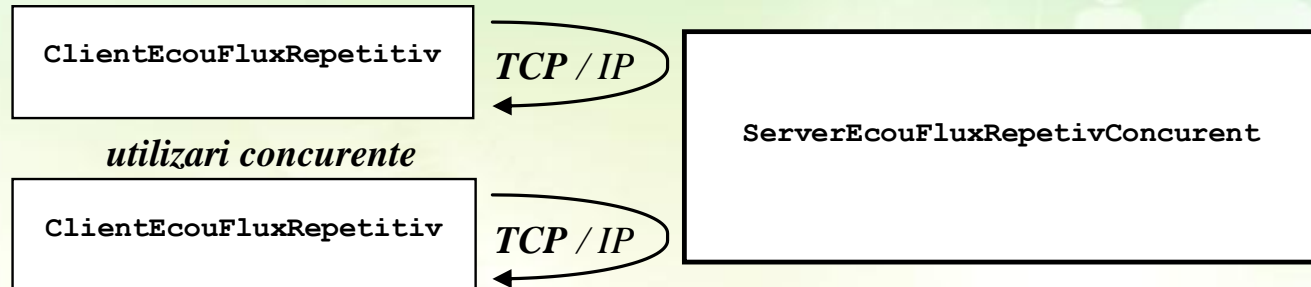 ClientEcouFluxRepetitiv
TCP / IP
ServerEcouFluxRepetivConcurent
utilizari concurente
ClientEcouFluxRepetitiv
TCP / IP